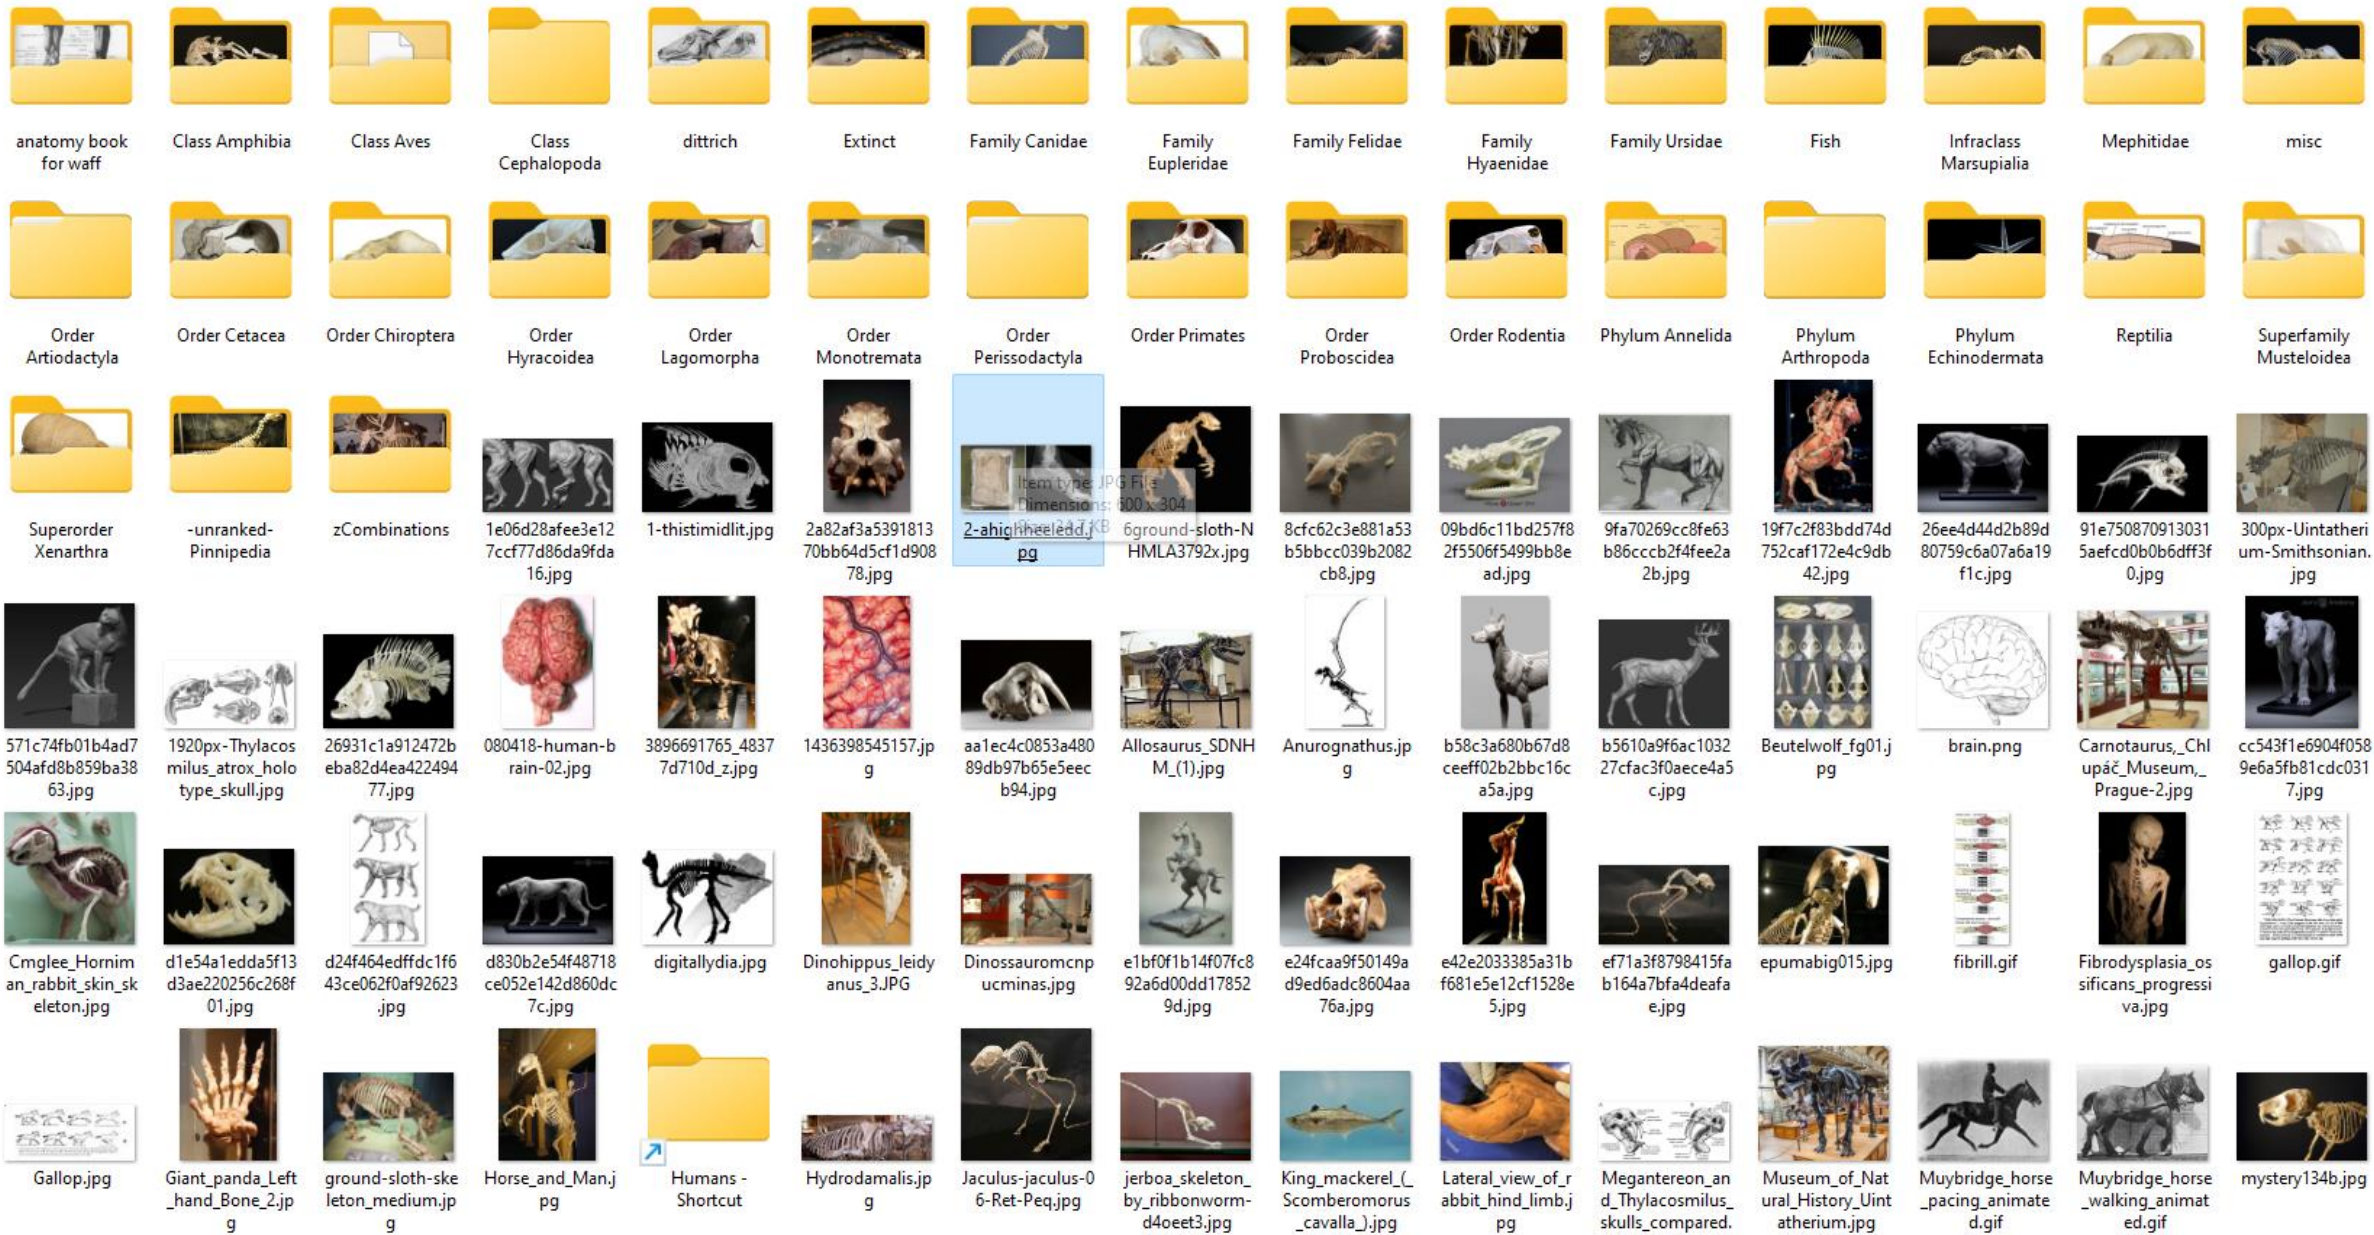 anatomy book
for waff
Class Amphibia
Class Aves
Class
Cephalopoda
dittrich
Extinct
Family Canidae
Family
Eupleridae
Family Felidae
Family
Hyaenidae
Family Ursidae
Fish
Infraclass
Marsupialia
Mephitidae
misc
Order
Artiodactyla
Order Cetacea
Order Chiroptera
Order
Hyracoidea
Order
Lagomorpha
Order
Monotremata
Order
Perissodactyla
Order Primates
Order
Proboscidea
Order Rodentia
Phylum Annelida
Phylum
Arthropoda
Phylum
Echinodermata
Reptilia
Superfamily
Musteloidea
Superorder
Xenarthra
-unranked-
Pinnipedia
zCombinations
1e06d28afee3e12
7ccf77d86da9fda
16.jpg
1-thistimidlit.jpg
2a82af3a5391813
70bb64d5cf1d908
78.jpg
Item type: JPG File
Dimensions: 600 x 304
2-ahighheeledd.j
pg
6ground-sloth-N
HMLA3792x.jpg
8cfc62c3e881a53
b5bbcc039b2082
cb8.jpg
09bd6c11bd257f8
2f5506f5499bb8e
ad.jpg
9fa70269cc8fe63
b86cccb2f4fee2a
2b.jpg
19f7c2f83bdd74d
752caf172e4c9db
42.jpg
26ee4d44d2b89d
80759c6a07a6a19
f1c.jpg
91e750870913031
5aefcd0b0b6dff3f
0.jpg
300px-Uintatheri
um-Smithsonian.
jpg
571c74fb01b4ad7
504afd8b859ba38
63.jpg
1920px-Thylacos
milus_atrox_holo
type_skull.jpg
26931c1a912472b
eba82d4ea422494
77.jpg
080418-human-b
rain-02.jpg
3896691765_4837
7d710d_z.jpg
1436398545157.jp
g
aa1ec4c0853a480
89db97b65e5eec
b94.jpg
Allosaurus_SDNH
M_(1).jpg
Anurognathus.jp
g
b58c3a680b67d8
ceeff02b2bbc16c
a5a.jpg
b5610a9f6ac1032
27cfac3f0aece4a5
c.jpg
Beutelwolf_fg01.j
pg
brain.png
Carnotaurus,_Chl
upáč_Museum,_
Prague-2.jpg
cc543f1e6904f058
9e6a5fb81cdc031
7.jpg
Cmglee_Hornim
an_rabbit_skin_sk
eleton.jpg
d1e54a1edda5f13
d3ae220256c268f
01.jpg
d24f464edffdc1f6
43ce062f0af92623
.jpg
d830b2e54f48718
ce052e142d860dc
7c.jpg
digitallydia.jpg
Dinohippus_leidy
anus_3.JPG
Dinossauromcnp
ucminas.jpg
e1bf0f1b14f07fc8
92a6d00dd17852
9d.jpg
e24fcaa9f50149a
d9ed6adc8604aa
76a.jpg
e42e2033385a31b
f681e5e12cf1528e
5.jpg
ef71a3f8798415fa
b164a7bfa4deafa
e.jpg
epumabig015.jpg
fibrill.gif
Fibrodysplasia_os
sificans_progressi
va.jpg
gallop.gif
Gallop.jpg
Giant_panda_Left
_hand_Bone_2.jp
g
ground-sloth-ske
leton_medium.jp
g
Horse_and_Man.j
pg
Humans -
Shortcut
Hydrodamalis.jp
g
Jaculus-jaculus-0
6-Ret-Peq.jpg
jerboa_skeleton_
by_ribbonworm-
d4oeet3.jpg
King_mackerel_(_
Scomberomorus
_cavalla_).jpg
Lateral_view_of_r
abbit_hind_limb.j
pg
Megantereon_an
d_Thylacosmilus_
skulls_compared.
Museum_of_Nat
ural_History_Uint
atherium.jpg
Muybridge_horse
_pacing_animate
d.gif
Muybridge_horse
_walking_animat
ed.gif
mystery134b.jpg